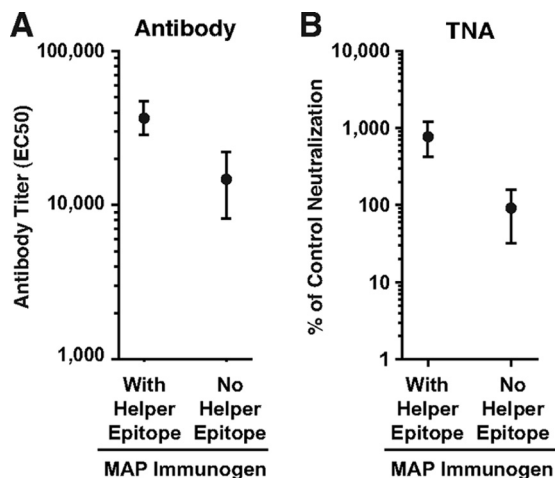 A
Antibody
100,000
10,000
1,000
Antibody Titer (EC50)
With
Helper
Epitope
No
Helper
Epitope
MAP Immunogen
B
TNA
10,000
1,000
100
10
1
% of Control Neutralization
With
Helper
Epitope
No
Helper
Epitope
MAP Immunogen